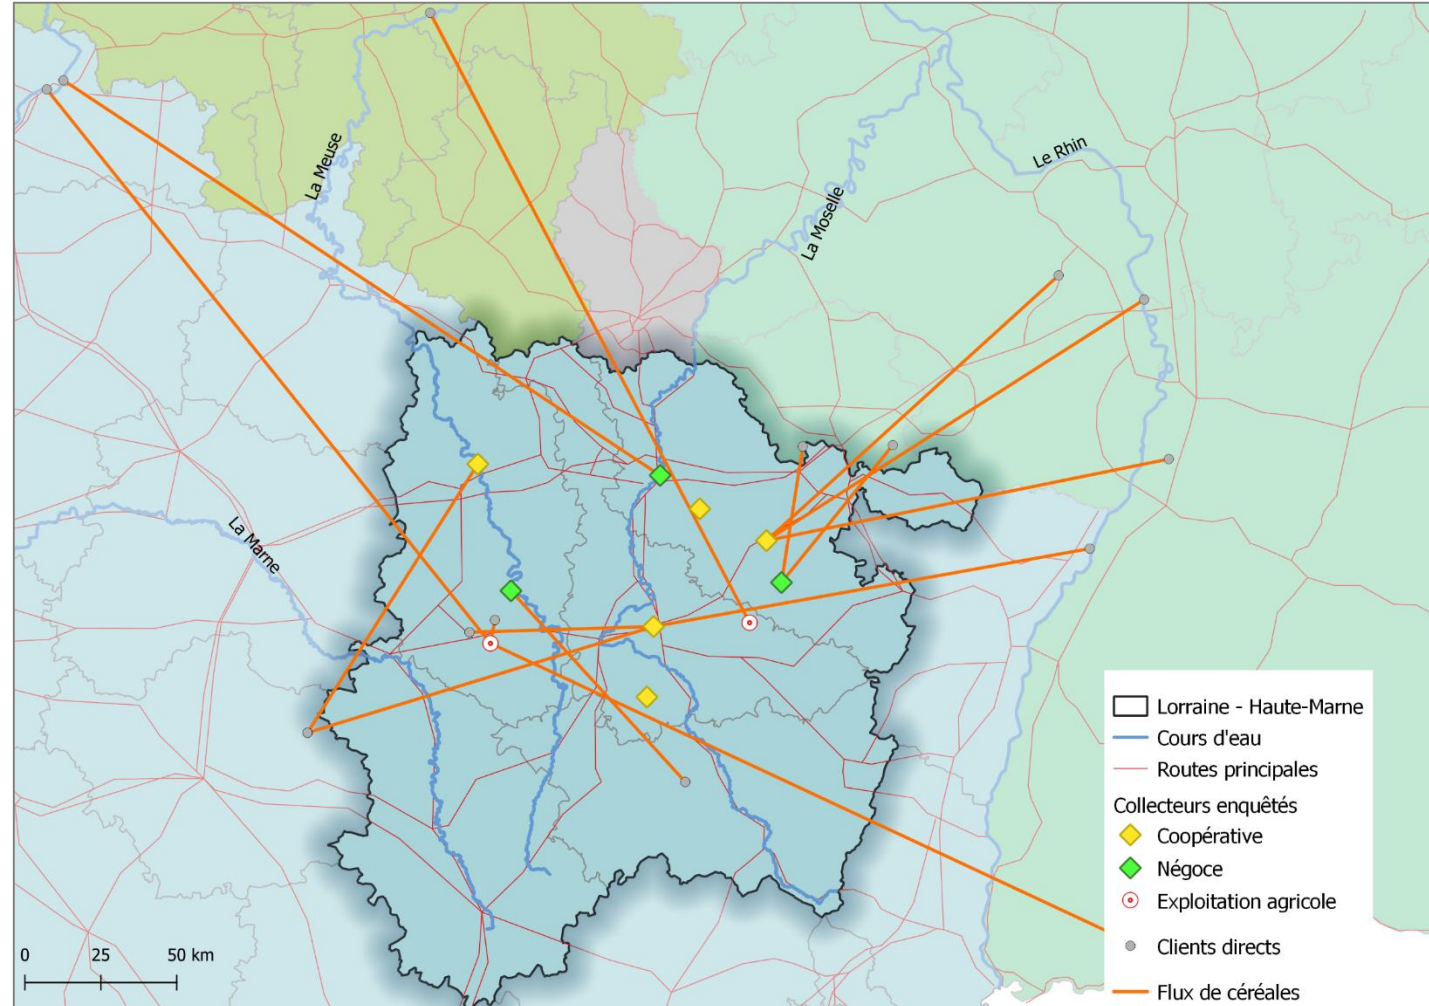 La Meuse
Le Rhin
La Moselle
La Marne
Lorraine - Haute-Marne
Cours d'eau
Routes principales
Collecteurs enquêtés
Coopérative
Négoce
Exploitation agricole
Clients directs
Flux de céréales
0 25 50 km